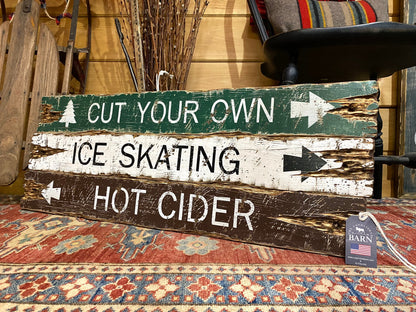 CUT YOUR OWN
ICE SKATING
HOT CIDER
BARN